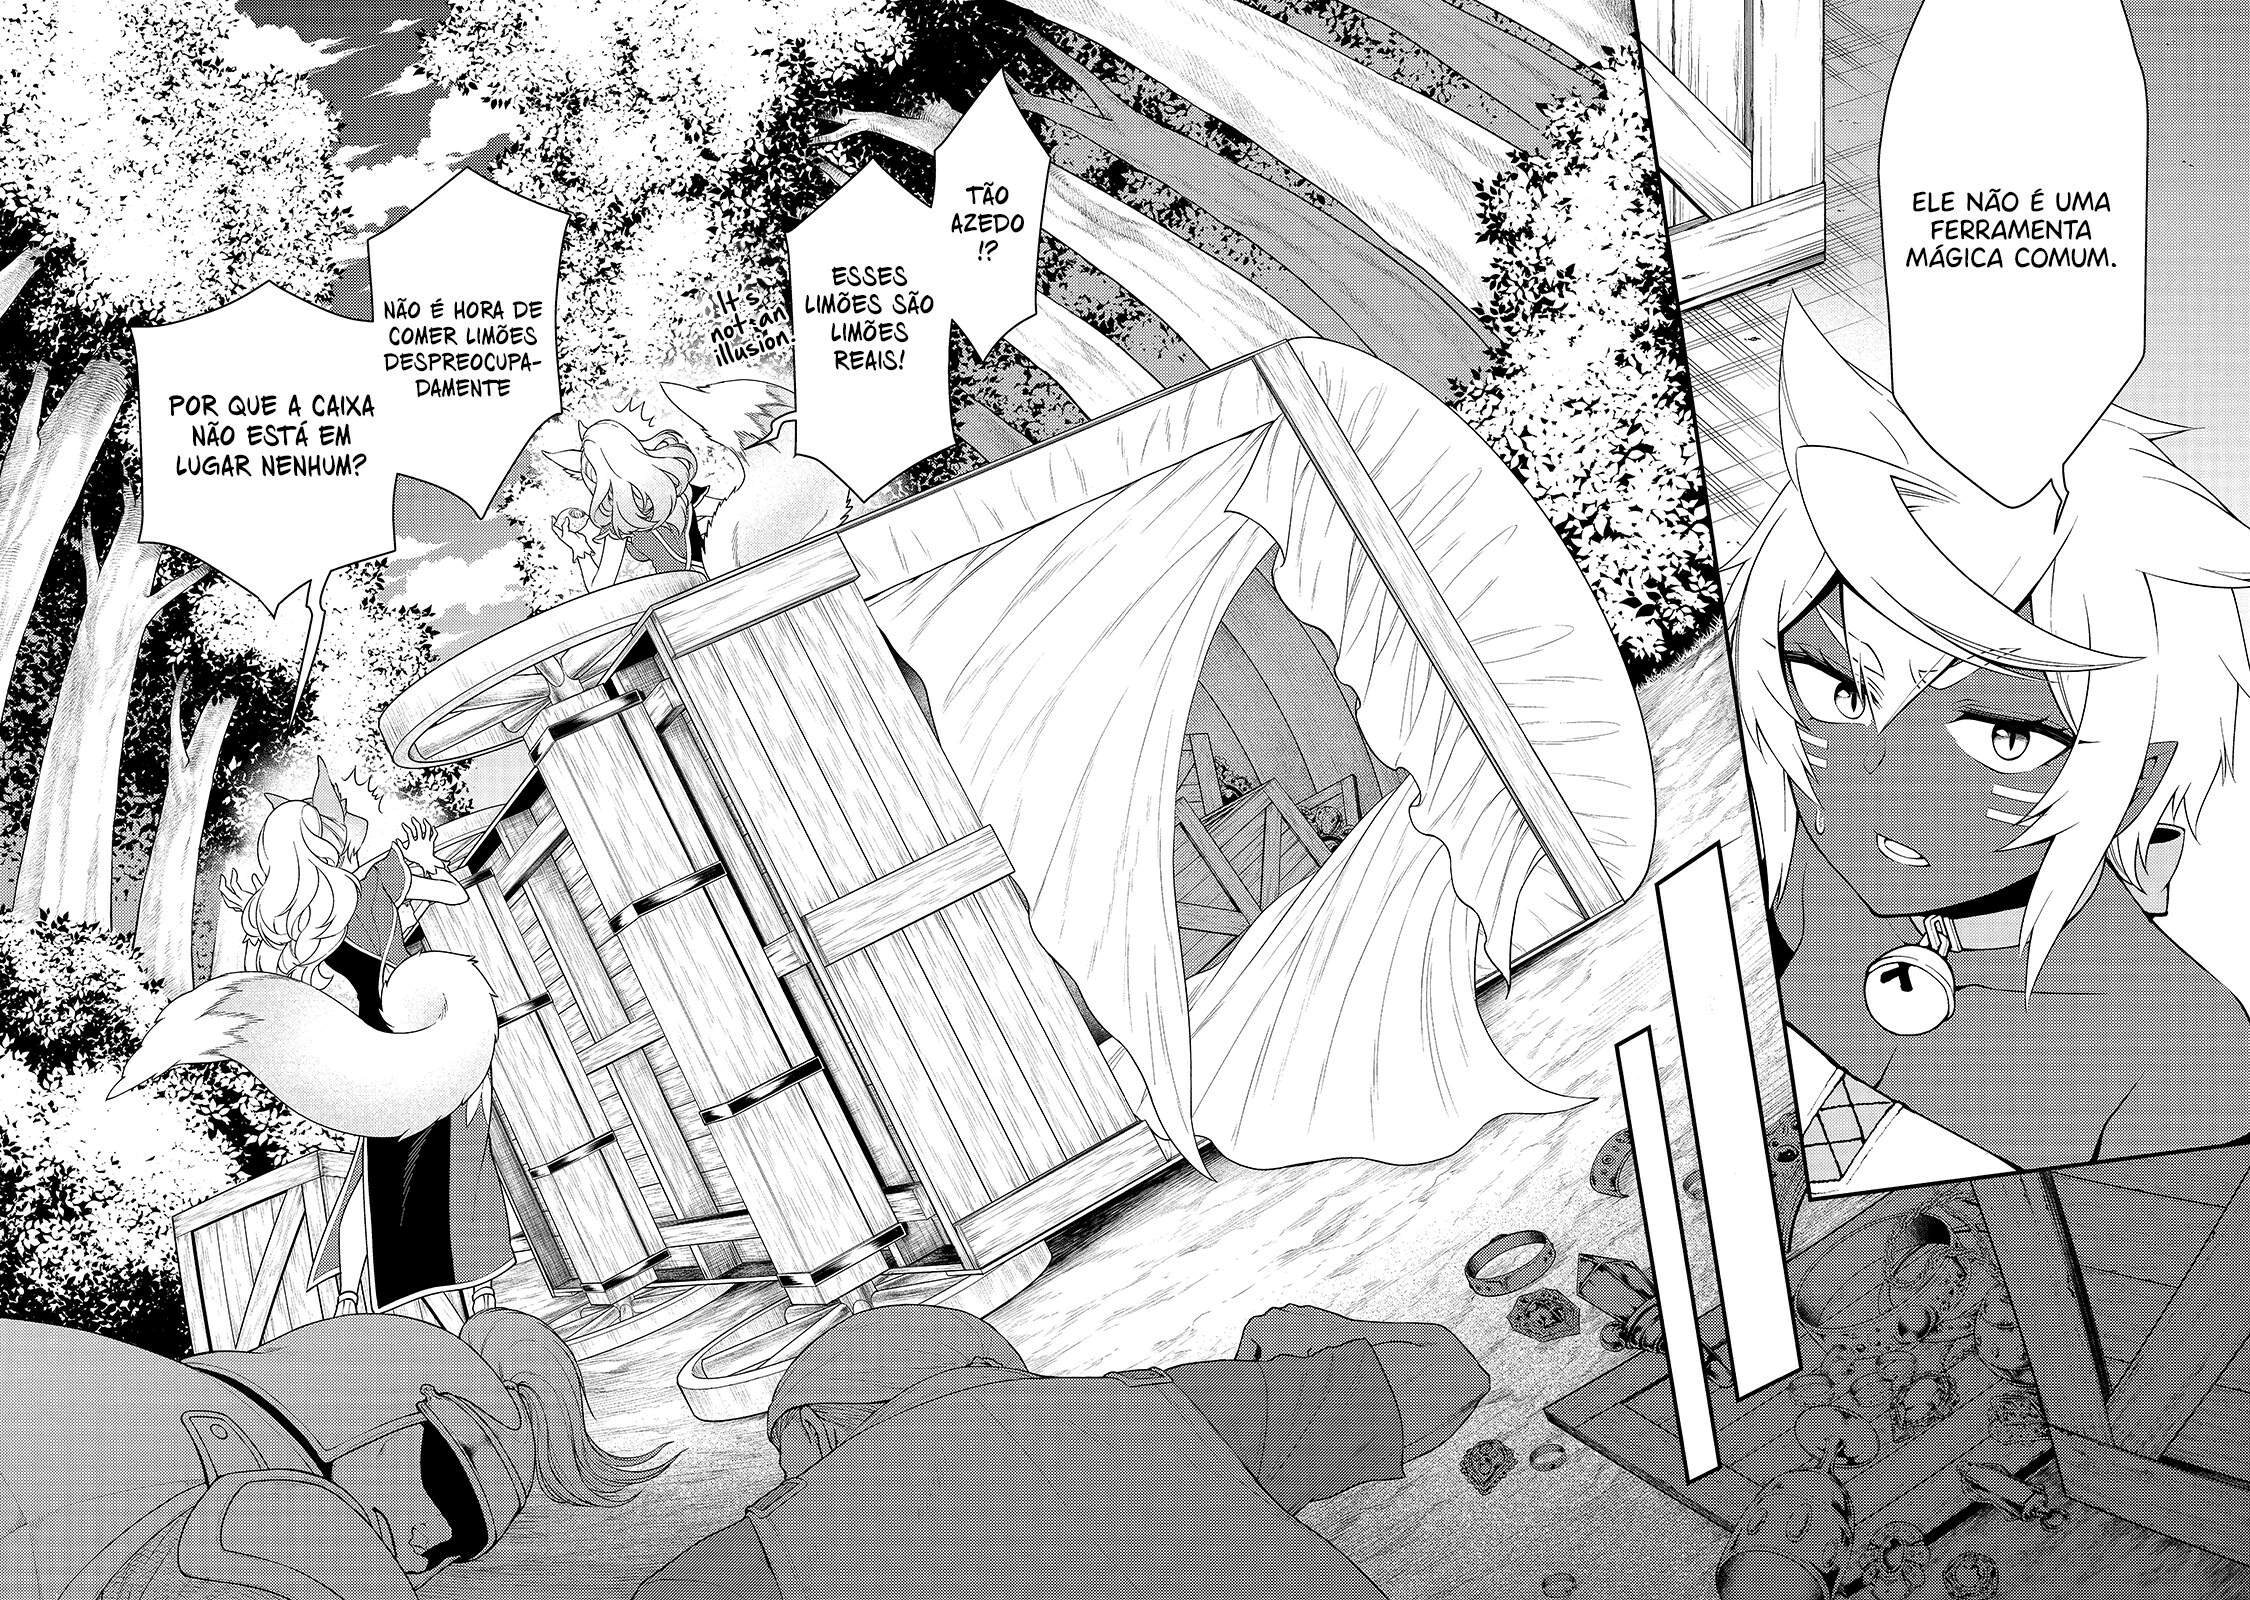 ELE NÃO É UMA
FERRAMENTA
MÁGICA COMUM.
TÃO
AZEDO
!?
ESSES
LIMÕES SÃO
LIMÕES
REAIS!
It's
not an
illusion.
NÃO É HORA DE
COMER LIMÕES
DESPREOCUPA-
DAMENTE
POR QUE A CAIXA
NÃO ESTÁ EM
LUGAR NENHUM?